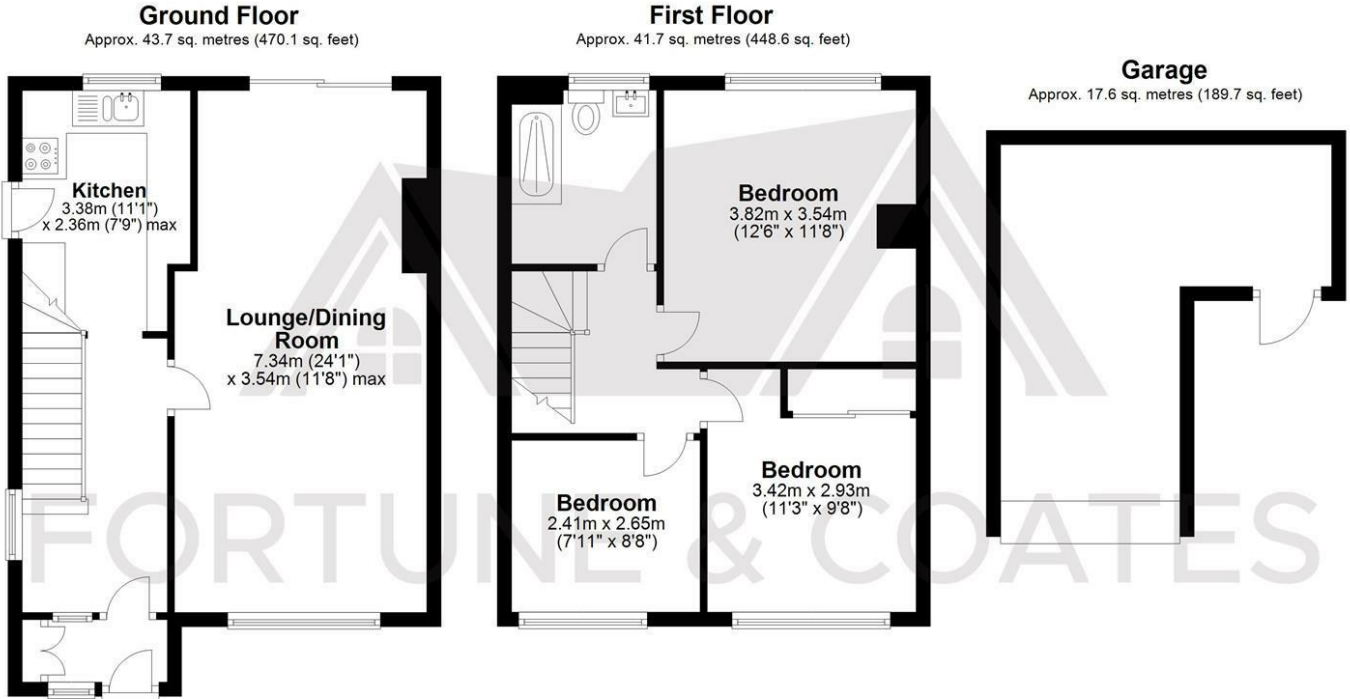 Ground Floor
Approx. 43.7 sq. metres (470.1 sq. feet)
Kitchen
3.38m (11'1")
x 2.36m (7'9") max
Lounge/Dining
Room
7.34m (24'1")
x 3.54m (11'8") max
First Floor
Approx. 41.7 sq. metres (448.6 sq. feet)
Bedroom
3.82m x 3.54m
(12'6" x 11'8")
Bedroom
2.41m x 2.65m
(7'11" x 8'8")
Bedroom
3.42m x 2.93m
(11'3" x 9'8")
Garage
Approx. 17.6 sq. metres (189.7 sq. feet)
FORTUNE & COATES